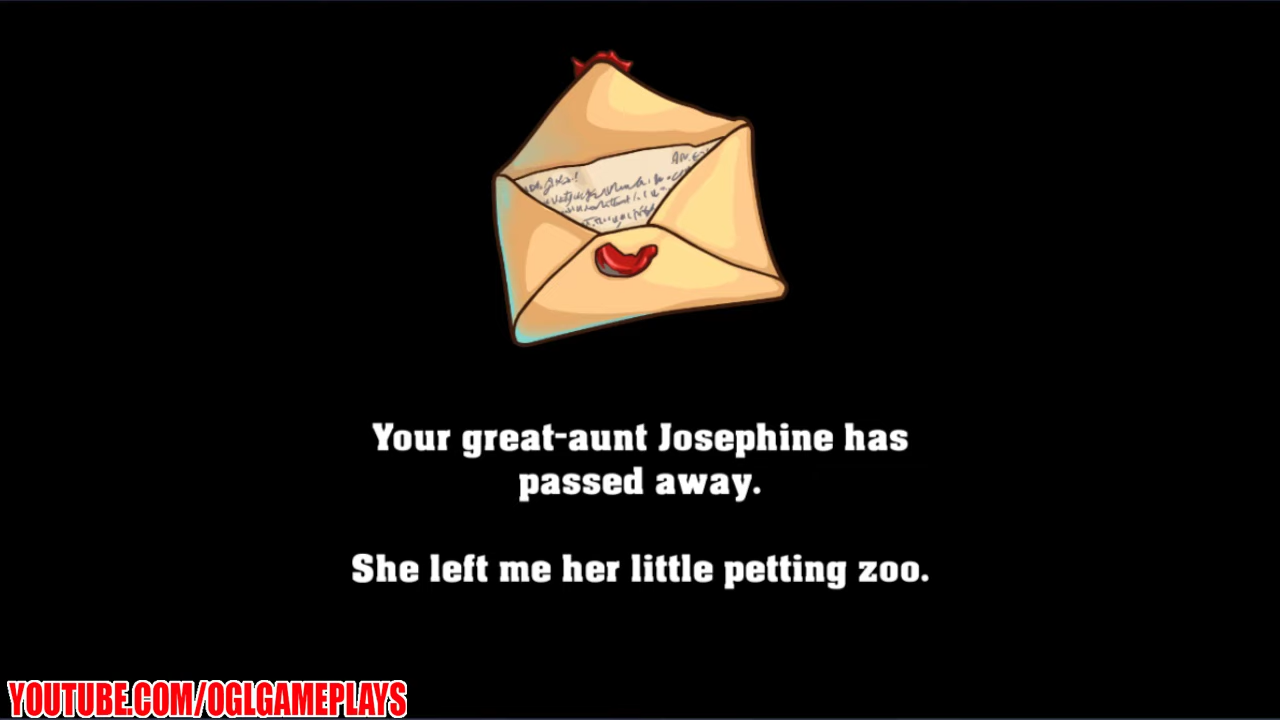 Your great-aunt Josephine has
passed away.
She left me her little petting zoo.
YOUTUBE.COM/OGLGAMEPLAYS